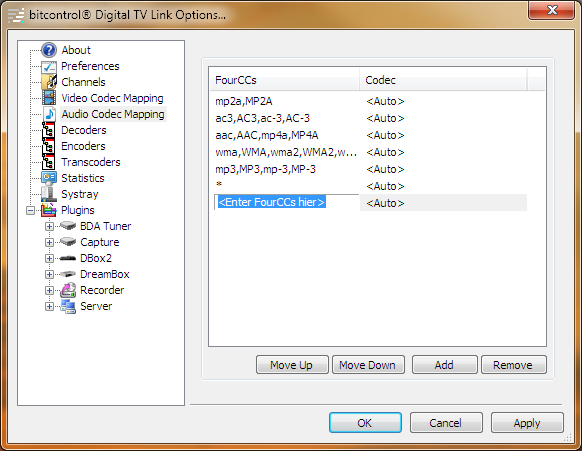 bitcontrol® Digital TV Link Options...
About
Preferences
Channels
Video Codec Mapping
Audio Codec Mapping
Decoders
Encoders
Transcoders
Statistics
Systray
Plugins
BDA Tuner
Capture
DBox2
DreamBox
Recorder
Server
FourCCs Codec
mp2a,MP2A <Auto>
ac3,AC3,ac-3,AC-3 <Auto>
aac,AAC,mp4a,MP4A <Auto>
wma,WMA,wma2,WMA2,w... <Auto>
mp3,MP3,mp-3,MP-3 <Auto>
* <Auto>
<Enter FourCCs hier> <Auto>
Move Up Move Down Add Remove
OK Cancel Apply